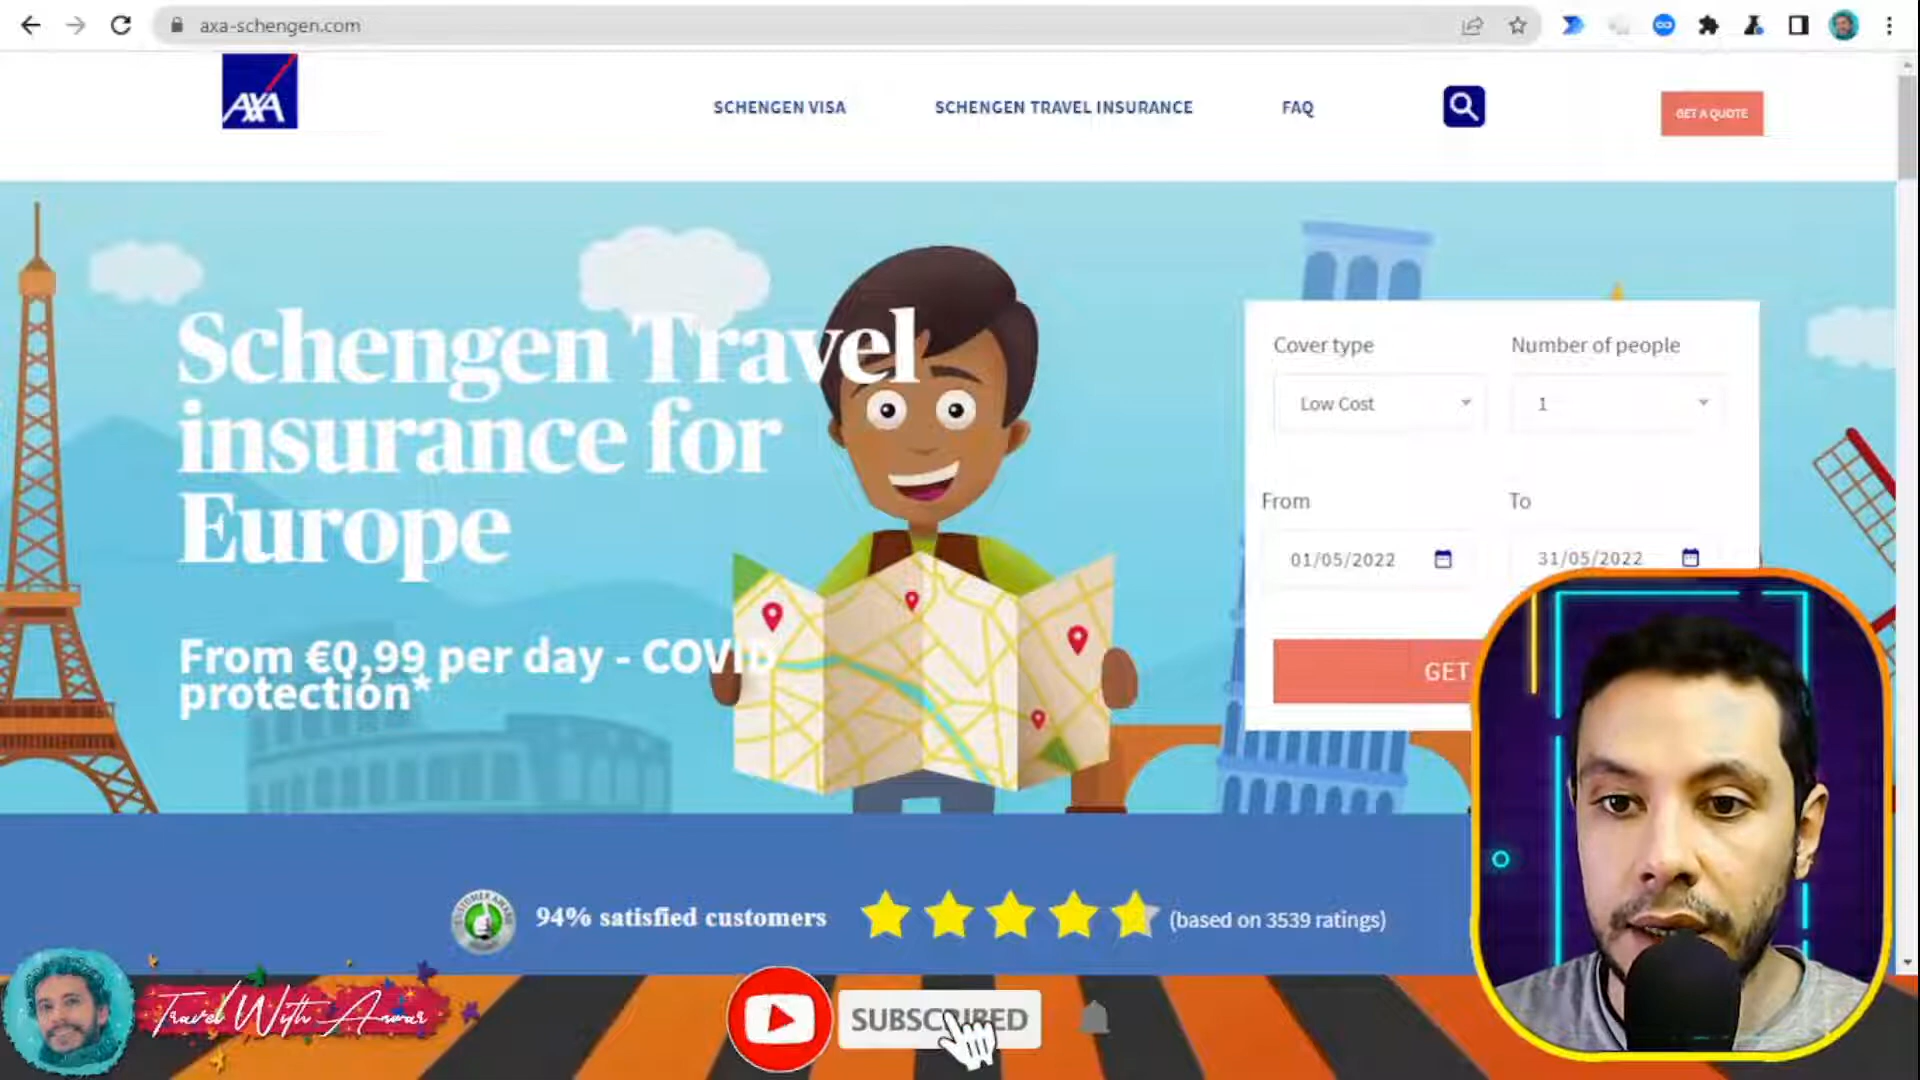 axa-schengen.com
AXA
SCHENGEN VISA
SCHENGEN TRAVEL INSURANCE
FAQ
GET A QUOTE
Schengen Travel
insurance for
Europe
From €0,99 per day - COVID
protection*
Cover type
Number of people
Low Cost
1
From
To
01/05/2022
31/05/2022
GET
94% satisfied customers
(based on 3539 ratings)
Travel With Anwar
SUBSCRIBED